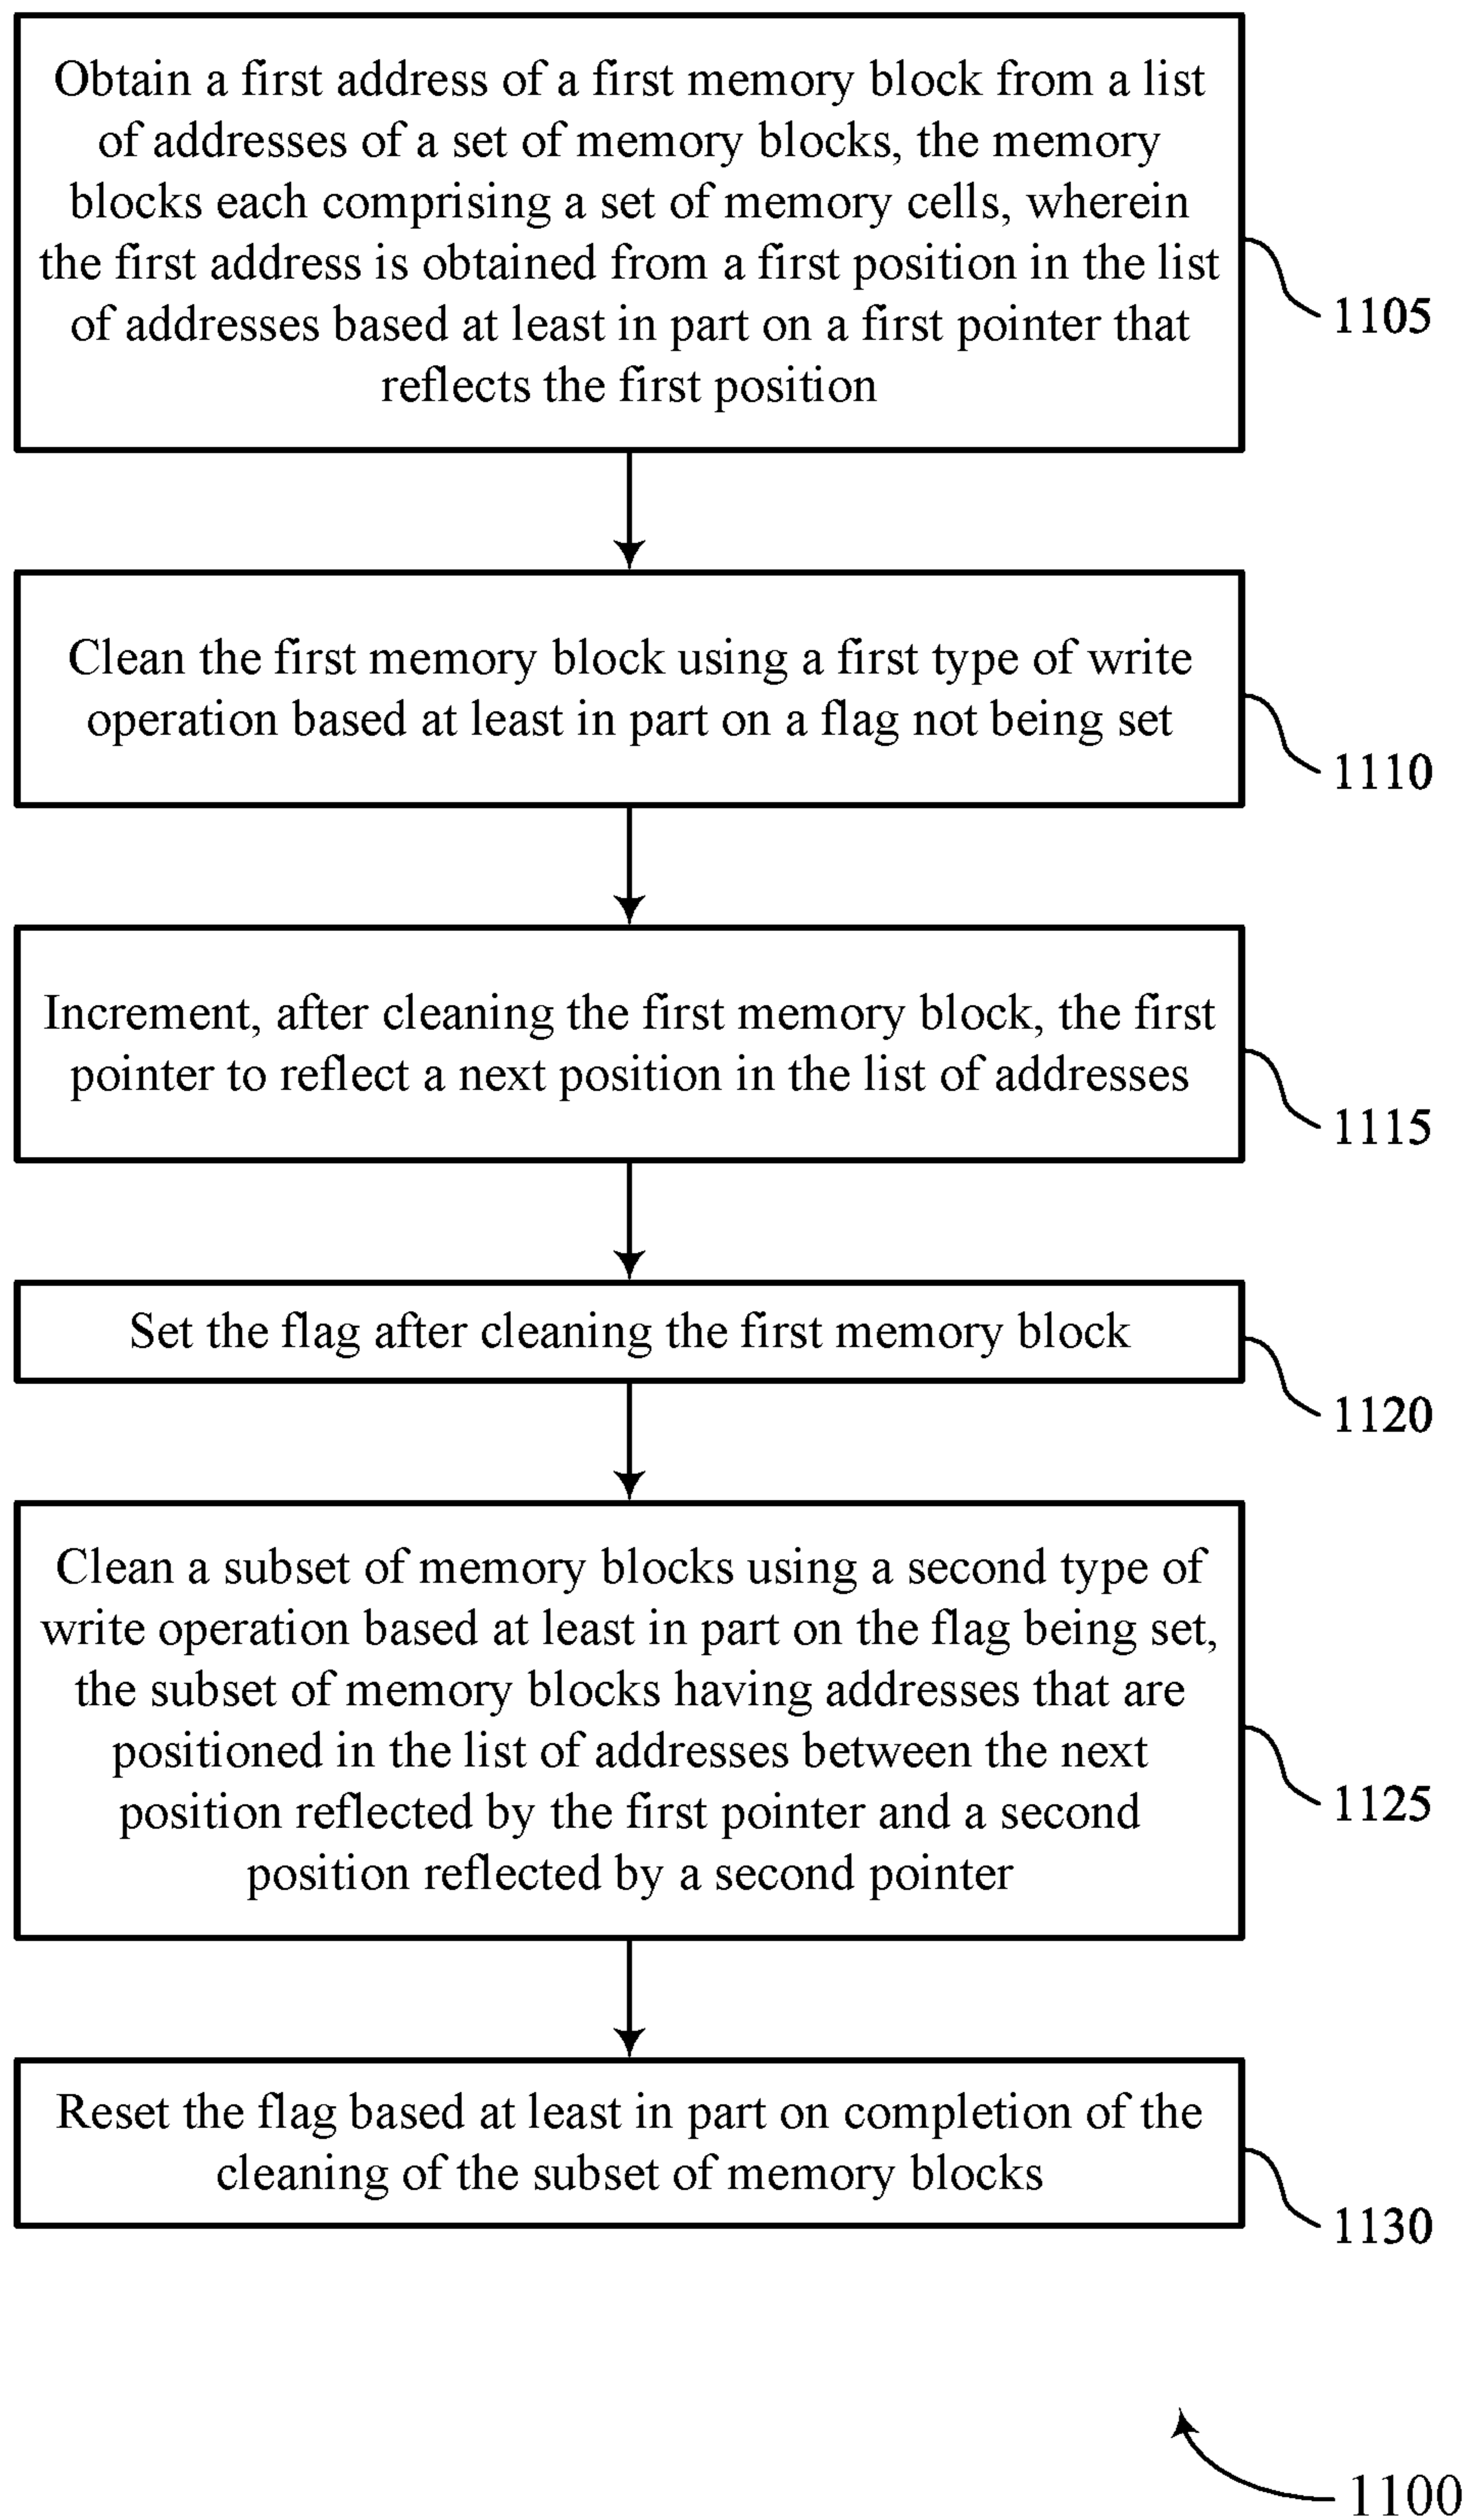 Obtain a first address of a first memory block from a list
of addresses of a set of memory blocks, the memory
blocks each comprising a set of memory cells, wherein
the first address is obtained from a first position in the list
of addresses based at least in part on a first pointer that
reflects the first position
1105
Clean the first memory block using a first type of write
operation based at least in part on a flag not being set
1110
Increment, after cleaning the first memory block, the first
pointer to reflect a next position in the list of addresses
1115
Set the flag after cleaning the first memory block
1120
Clean a subset of memory blocks using a second type of
write operation based at least in part on the flag being set,
the subset of memory blocks having addresses that are
positioned in the list of addresses between the next
position reflected by the first pointer and a second
position reflected by a second pointer
1125
Reset the flag based at least in part on completion of the
cleaning of the subset of memory blocks
1130
1100